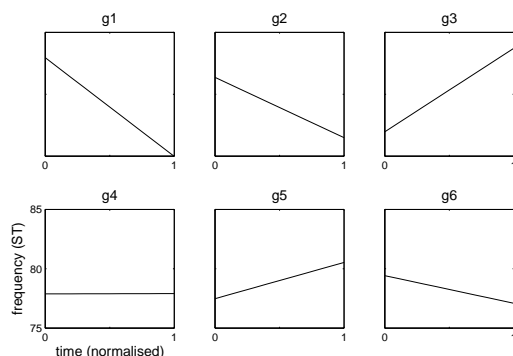 g1 g2 g3
0 1 0 1 0 1
g4 g5 g6
85
80
75
frequency (ST)
0 1 0 1 0 1
time (normalised)